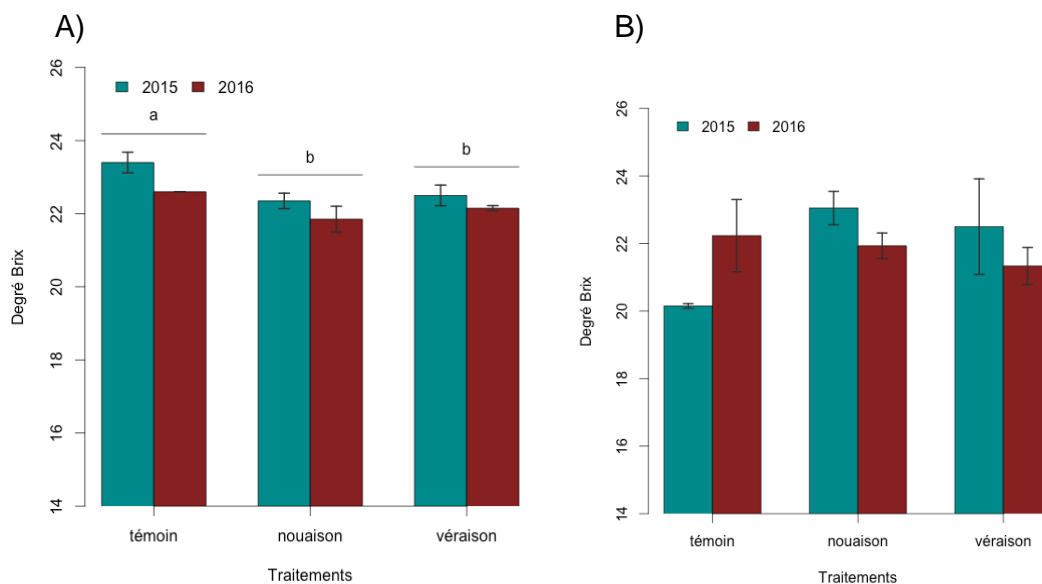 A)
26
24
22
20
18
16
14
Degré Brix
2015 2016
a
b
b
témoin nouaison véraison
Traitements
B)
26
24
22
20
18
16
14
Degré Brix
2015 2016
témoin nouaison véraison
Traitements